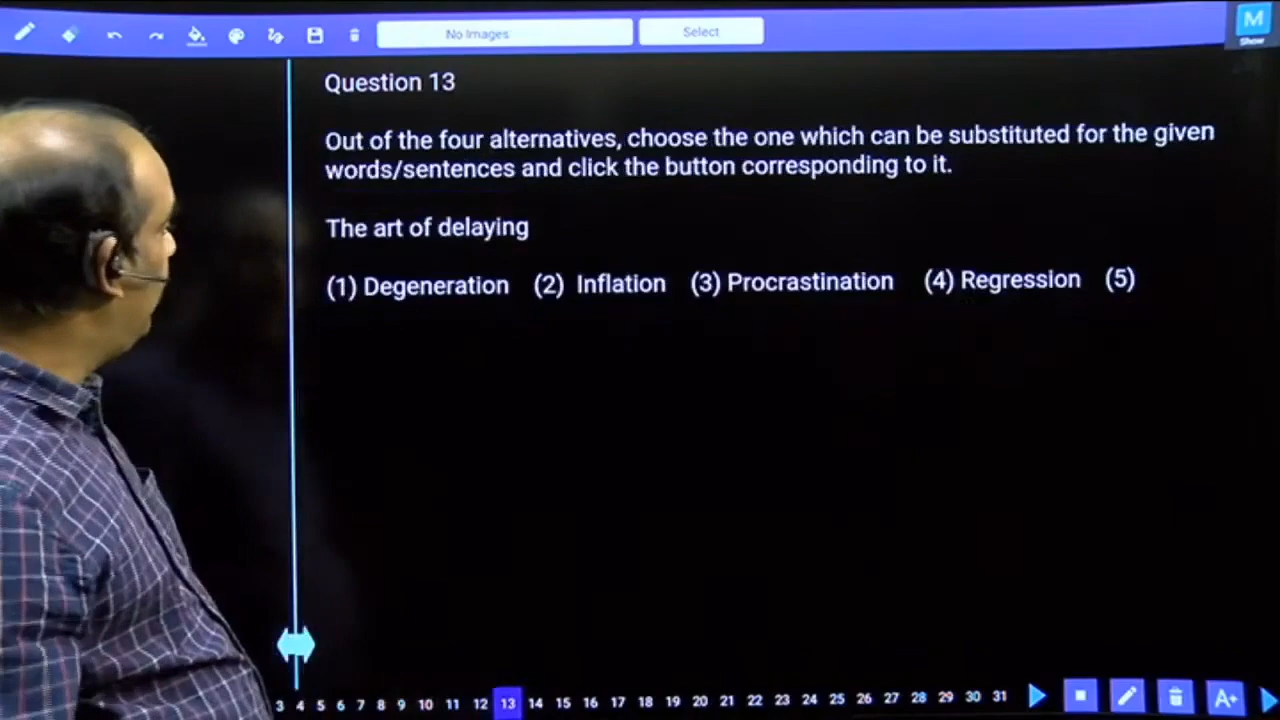 No Images
Select
M
Show
Question 13
Out of the four alternatives, choose the one which can be substituted for the given
words/sentences and click the button corresponding to it.
The art of delaying
(1) Degeneration (2) Inflation (3) Procrastination (4) Regression (5)
3 4 5 6 7 8 9 10 11 12 13 14 15 16 17 18 19 20 21 22 23 24 25 26 27 28 29 30 31
A+